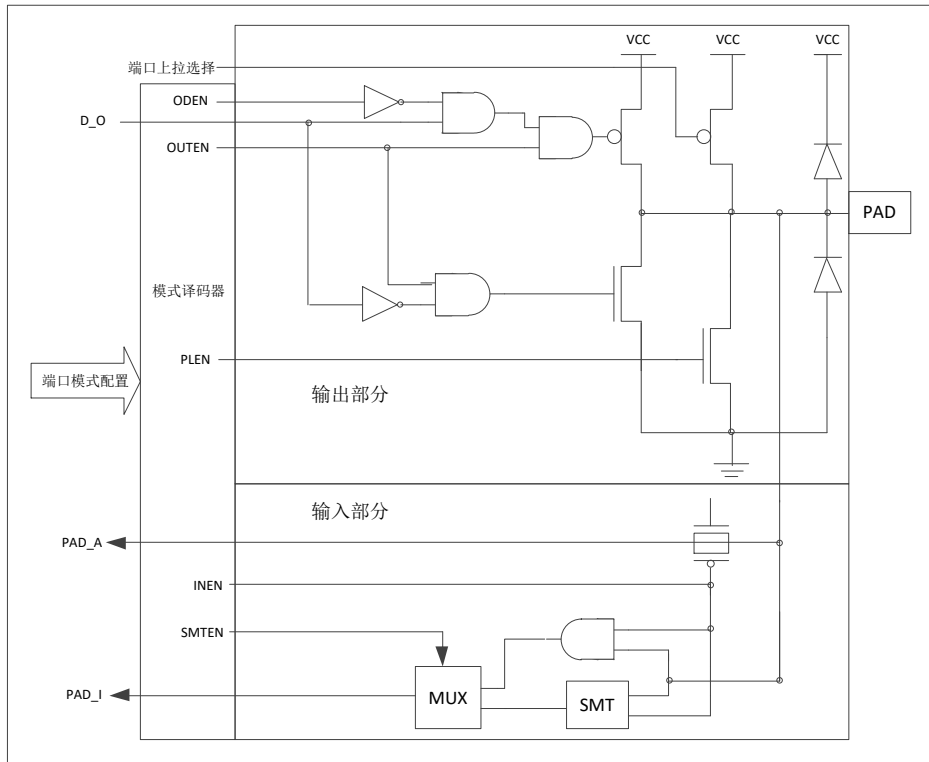 VCC
VCC
VCC
端口上拉选择
ODEN
D_O
OUTEN
PAD
模式译码器
PLEN
端口模式配置
输出部分
输入部分
PAD_A
INEN
SMTEN
PAD_I
MUX
SMT